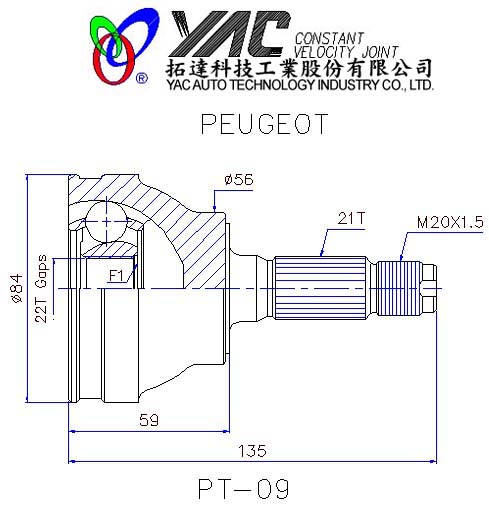 YAC CONSTANT
VELOCITY JOINT
拓達科技工業股份有限公司
YAC AUTO TECHNOLOGY INDUSTRY CO., LTD.
PEUGEOT
ø56
21T
M20X1.5
ø84
22T Gaps
F1
59
135
PT-09